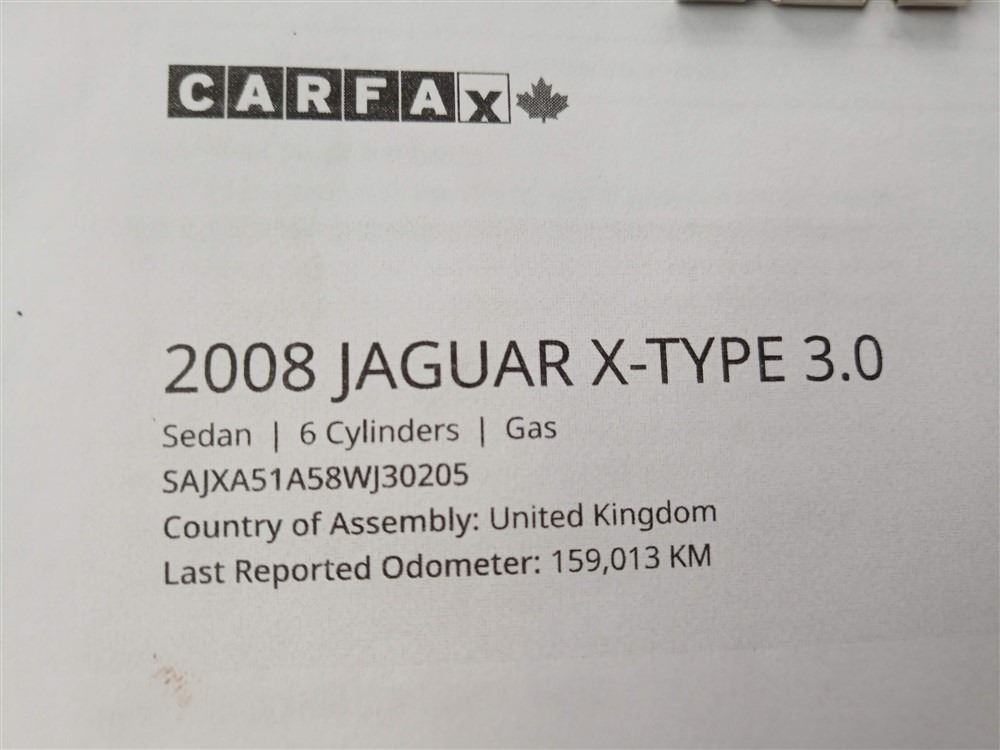 CARFAX
2008 JAGUAR X-TYPE 3.0
Sedan | 6 Cylinders | Gas
SAJXA51A58WJ30205
Country of Assembly: United Kingdom
Last Reported Odometer: 159,013 KM